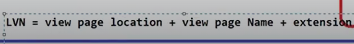 LVN = view page location + view page Name + extension